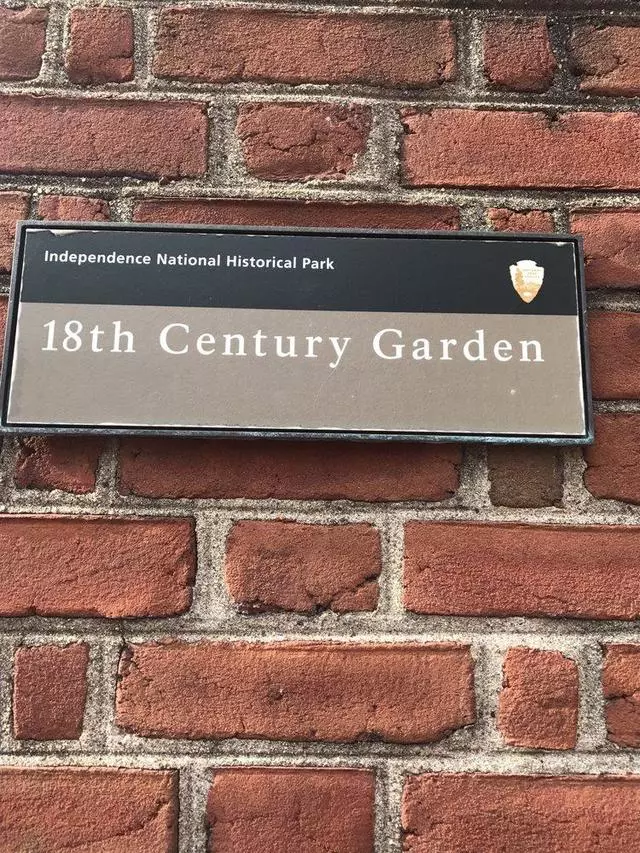 Independence National Historical Park
18th Century Garden